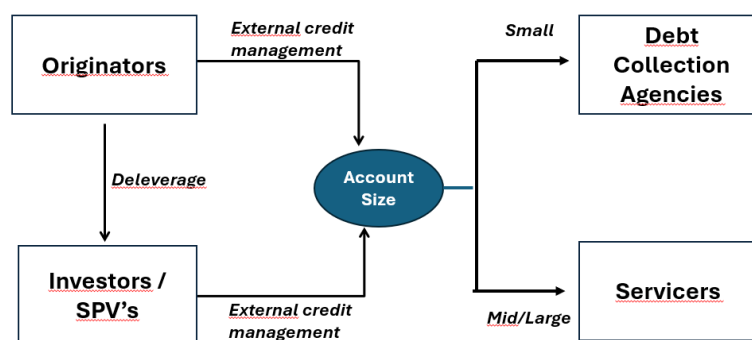 External credit
management
Small
Originators
Debt
Collection
Agencies
Deleverage
Account
Size
Investors /
SPV's
External credit
management
Servicers
Mid/Large